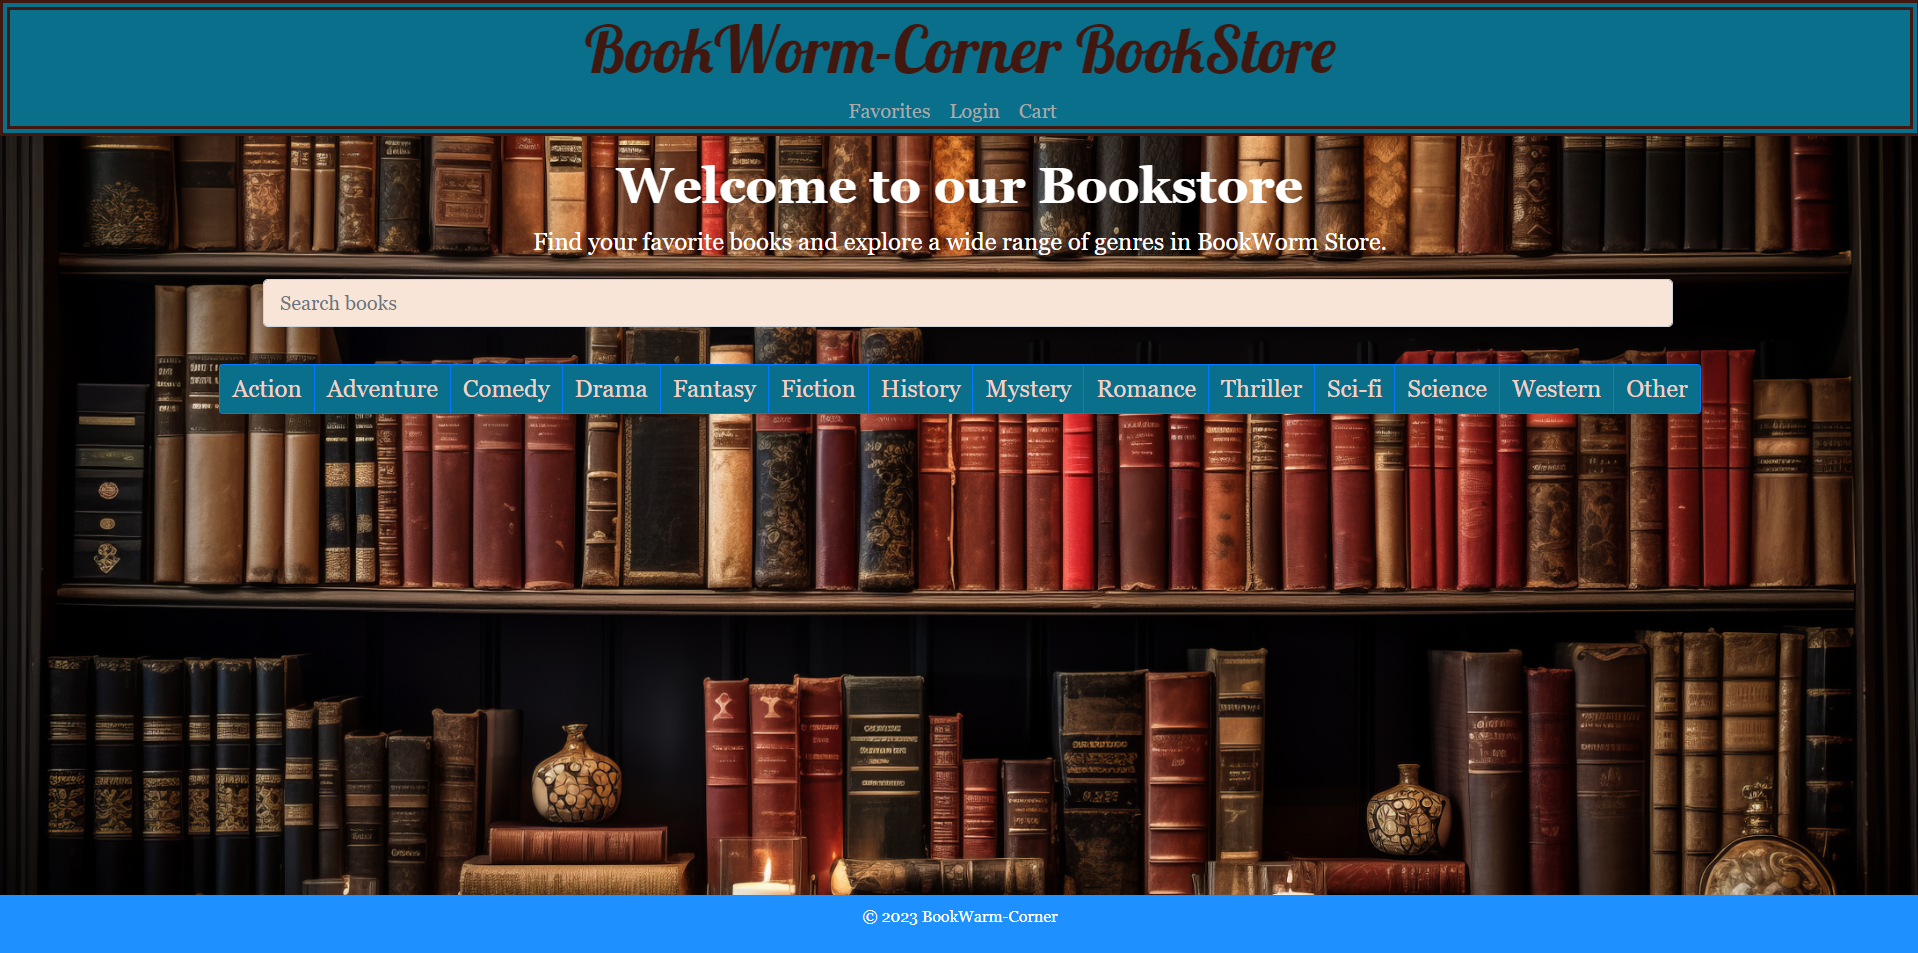 BookWorm-Corner BookStore
Favorites Login Cart
Welcome to our Bookstore
Find your favorite books and explore a wide range of genres in BookWorm Store.
Search books
Action Adventure Comedy Drama Fantasy Fiction History Mystery Romance Thriller Sci-fi Science Western Other
© 2023 BookWarm-Corner